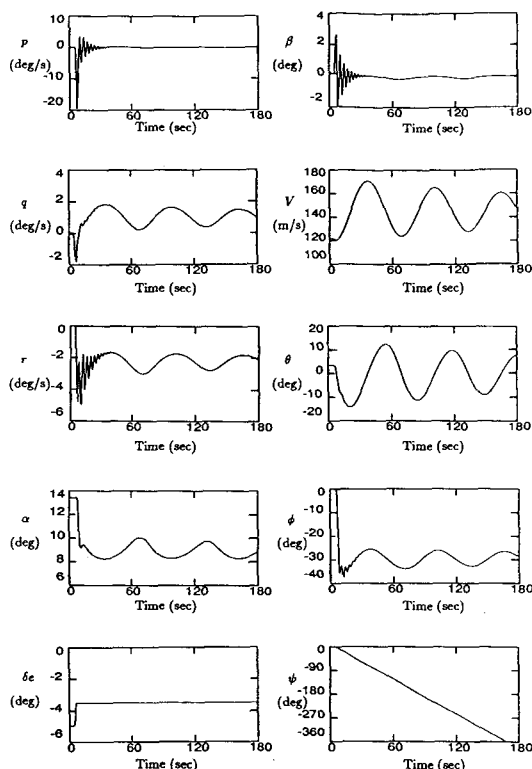 p
(deg/s)
0
-10
-20
0 60 120 180
Time (sec)
β
(deg)
4
2
0
-2
0 60 120 180
Time (sec)
q
(deg/s)
4
2
0
-2
0 60 120 180
Time (sec)
V
(m/s)
180
160
140
120
100
0 60 120 180
Time (sec)
r
(deg/s)
0
-2
-4
-6
0 60 120 180
Time (sec)
θ
(deg)
20
10
0
-10
-20
0 60 120 180
Time (sec)
α
(deg)
14
12
10
8
6
0 60 120 180
Time (sec)
ϕ
(deg)
0
-10
-20
-30
-40
0 60 120 180
Time (sec)
δe
(deg)
0
-2
-4
-6
0 60 120 180
Time (sec)
ψ
(deg)
0
-90
-180
-270
-360
0 60 120 180
Time (sec)